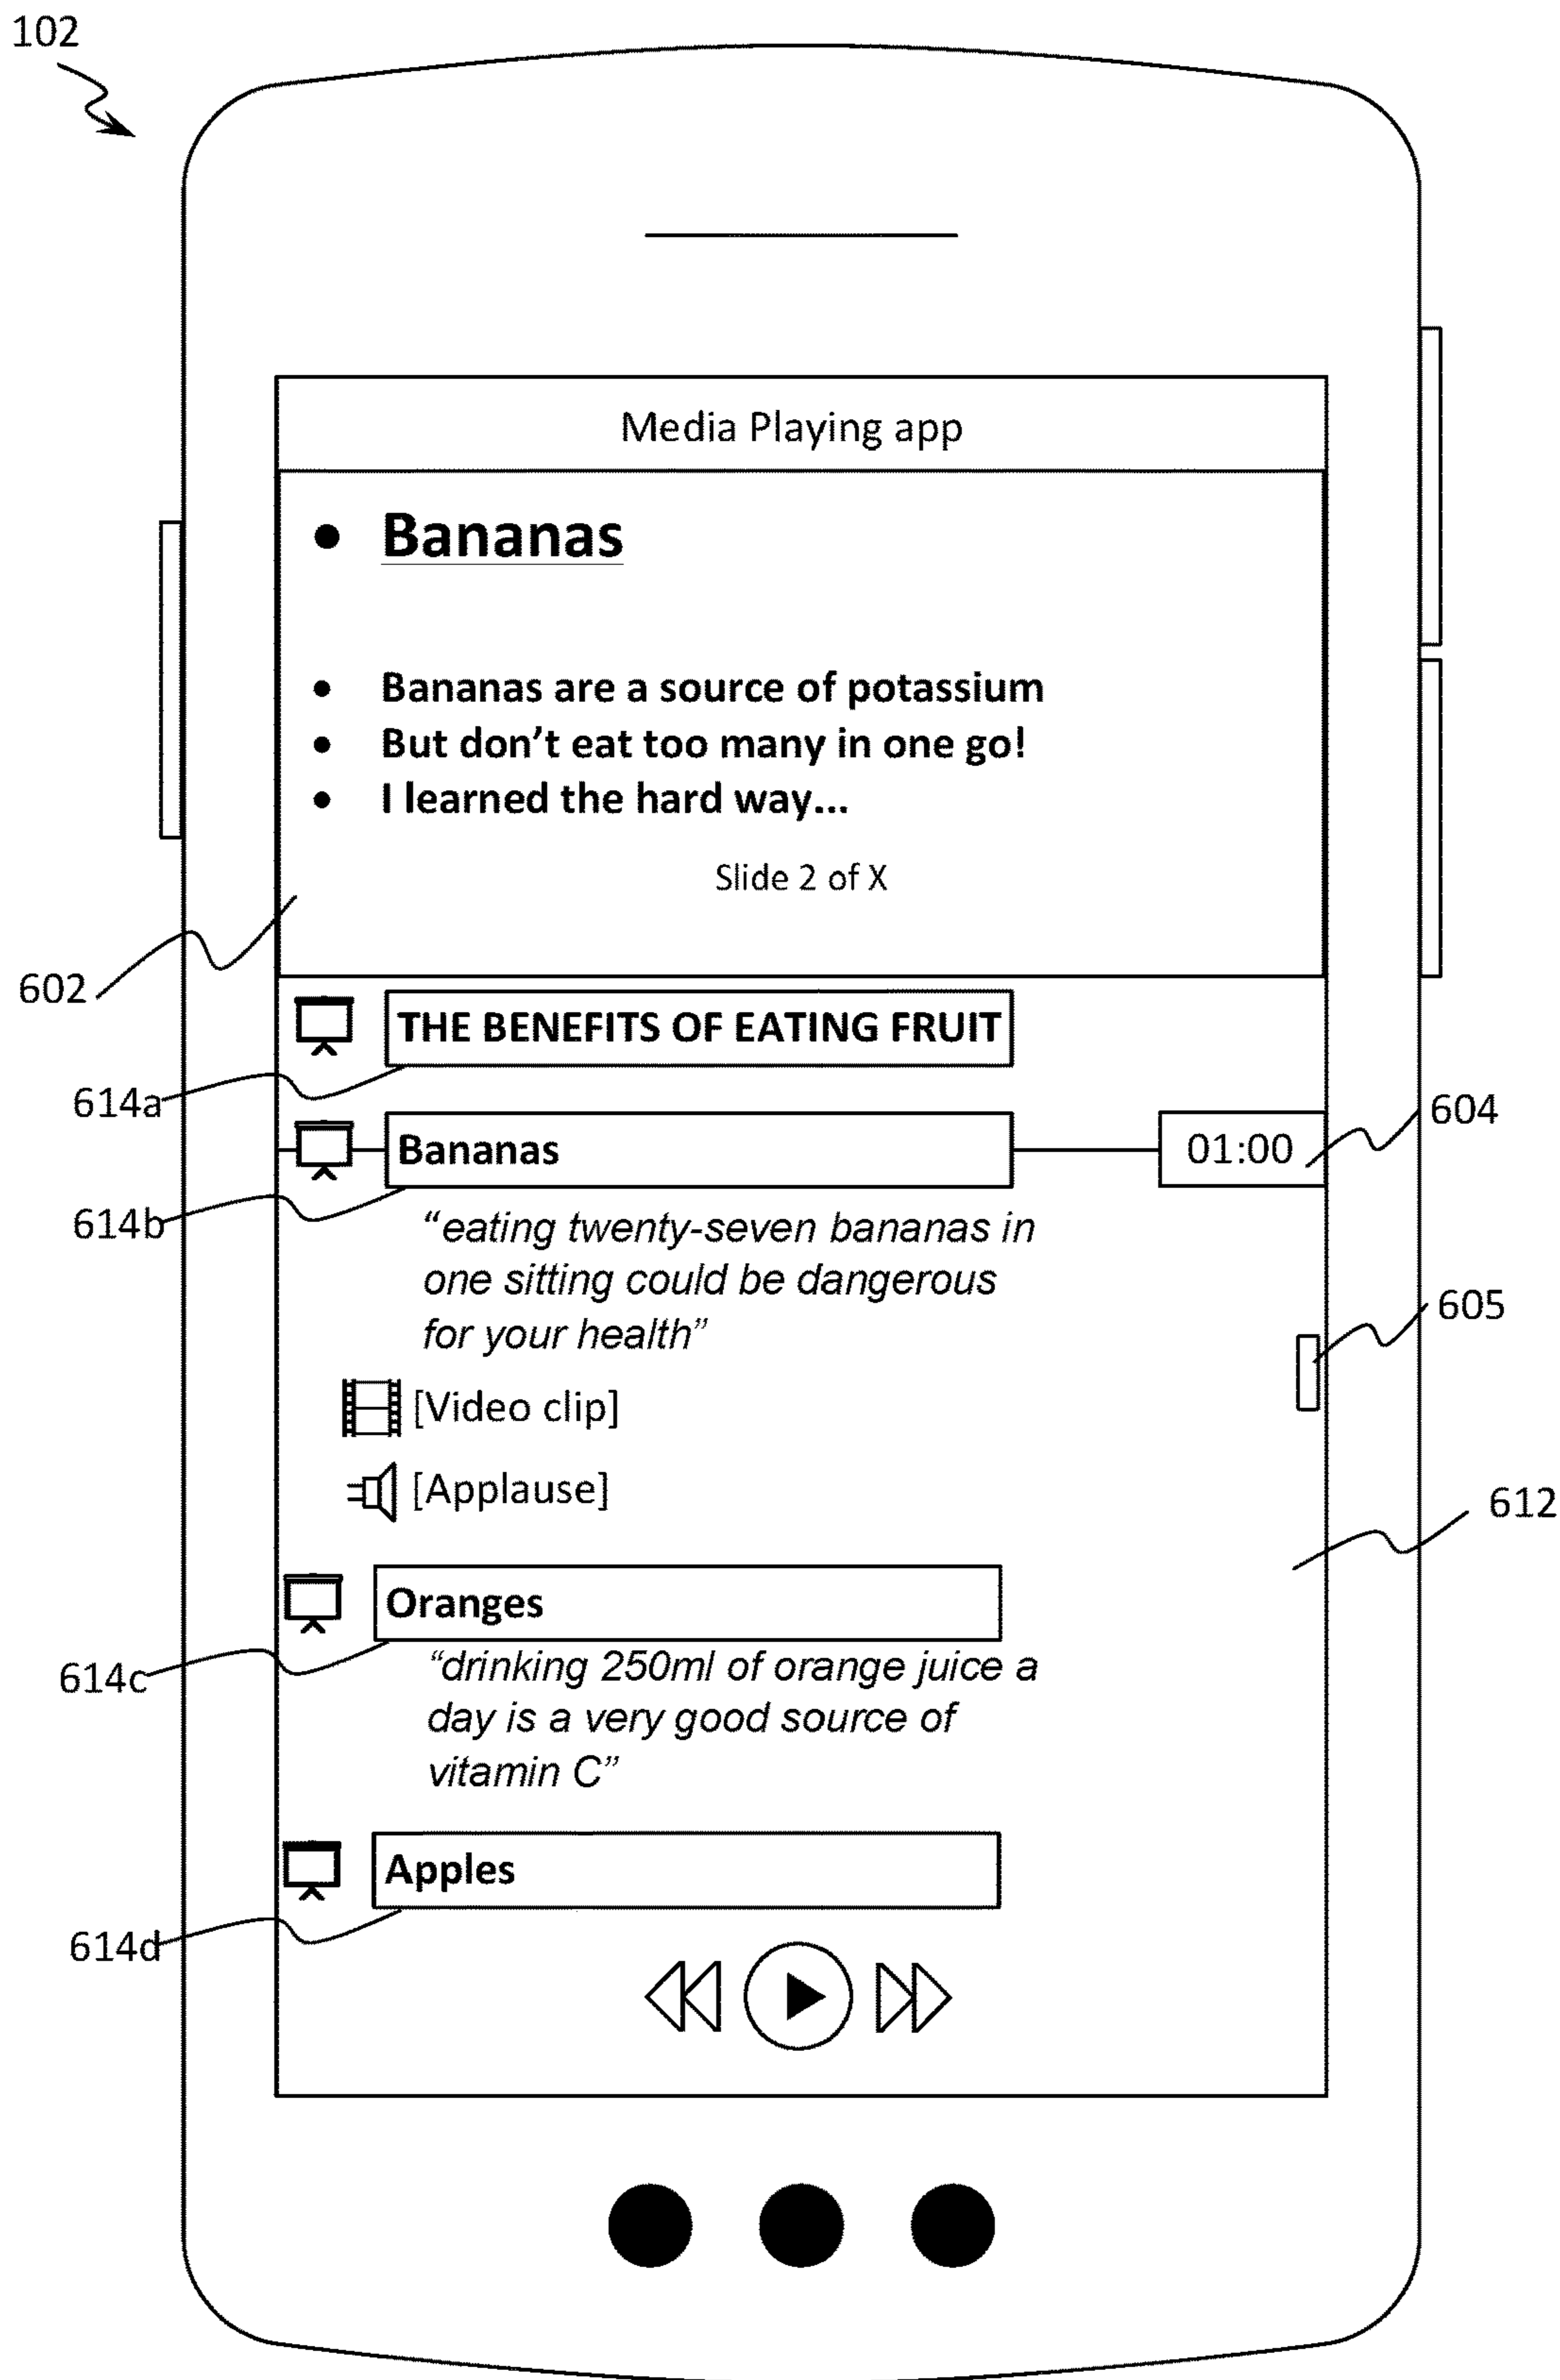 102
Media Playing app
• Bananas
• Bananas are a source of potassium
• But don’t eat too many in one go!
• I learned the hard way...
Slide 2 of X
602
THE BENEFITS OF EATING FRUIT
614a
Bananas
01:00
604
614b
“eating twenty-seven bananas in
one sitting could be dangerous
for your health”
605
[Video clip]
[Applause]
612
Oranges
614c
“drinking 250ml of orange juice a
day is a very good source of
vitamin C”
Apples
614d